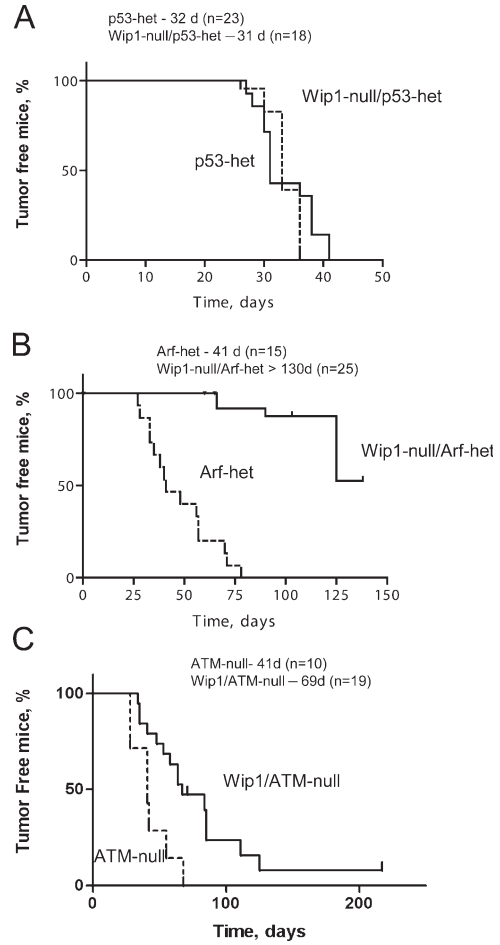 A
p53-het - 32 d (n=23)
Wip1-null/p53-het – 31 d (n=18)
100
Wip1-null/p53-het
p53-het
50
0
Tumor free mice, %
0 10 20 30 40 50
Time, days
B
Arf-het - 41 d (n=15)
Wip1-null/Arf-het > 130d (n=25)
100
Wip1-null/Arf-het
Arf-het
50
0
Tumor free mice, %
0 25 50 75 100 125 150
Time, days
C
ATM-null- 41d (n=10)
Wip1/ATM-null – 69d (n=19)
100
Wip1/ATM-null
50
ATM-null
0
Tumor Free mice, %
0 100 200
Time, days